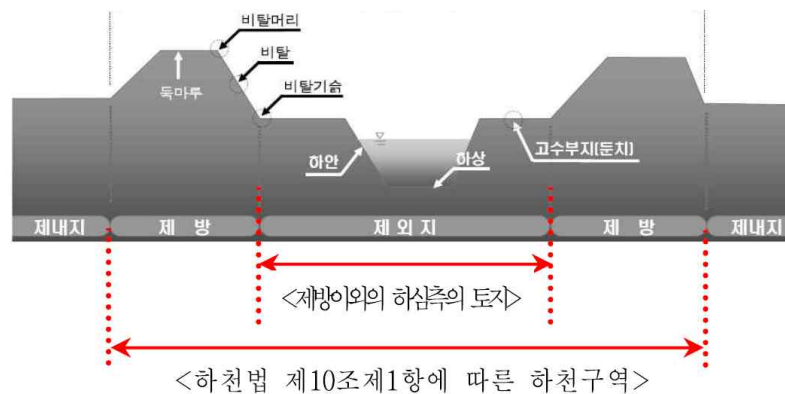 비탈머리
비탈
둑마루
비탈기슭
하안
하상
고수부지(둔치)
제내지 제 방 제 외 지 제 방 제내지
<제방이외의 하심측의 토지>
<하천법 제10조제1항에 따른 하천구역>